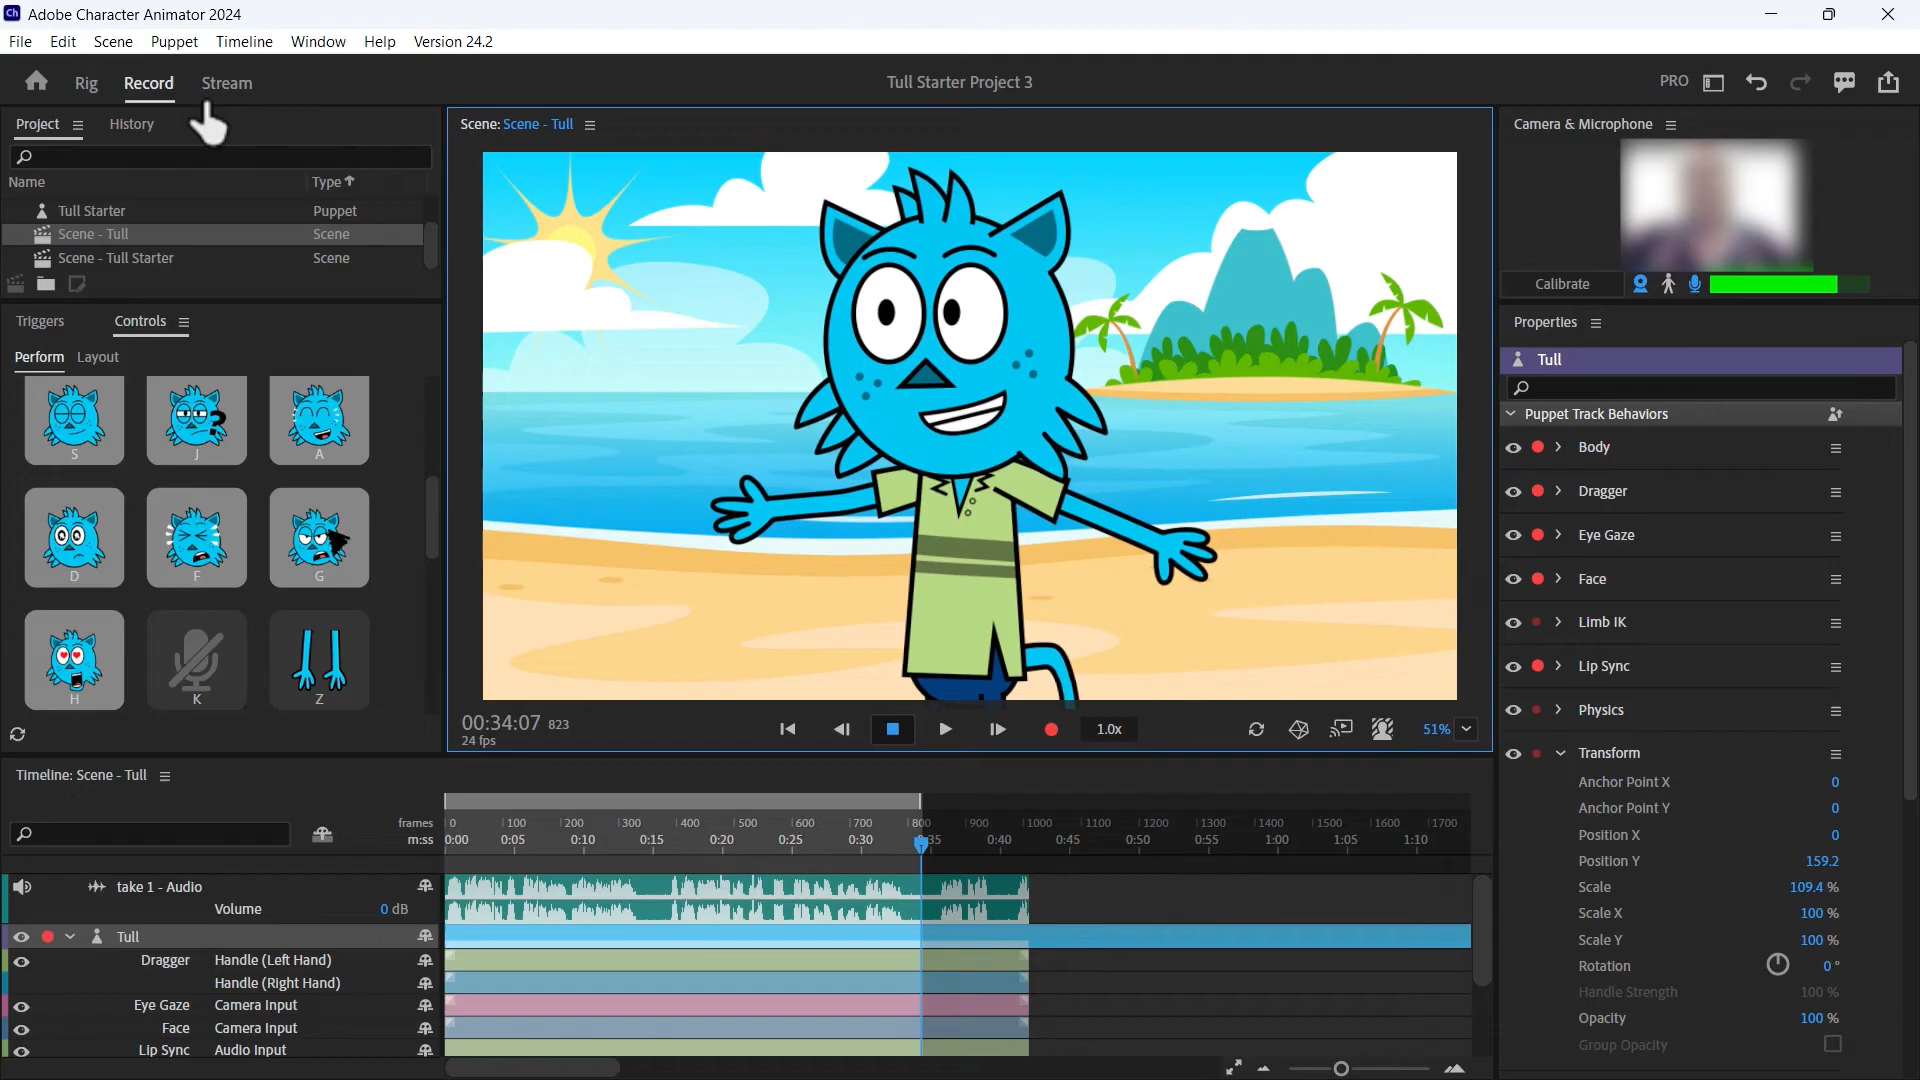 Ch Adobe Character Animator 2024
File Edit Scene Puppet Timeline Window Help Version 24.2
Rig Record Stream Tull Starter Project 3 PRO
Project History
Name Type
Tull Starter Puppet
Scene - Tull Scene
Scene - Tull Starter Scene
Triggers Controls
Perform Layout
S J A
D F G
H K Z
Scene: Scene - Tull
00:34:07 823
24 fps
1.0x
51%
Camera & Microphone
Calibrate
Properties
Tull
Puppet Track Behaviors
Body
Dragger
Eye Gaze
Face
Limb IK
Lip Sync
Physics
Transform
Anchor Point X 0
Anchor Point Y 0
Position X 0
Position Y 159.2
Scale 109.4 %
Scale X 100 %
Scale Y 100 %
Rotation 0 °
Handle Strength 100 %
Opacity 100 %
Group Opacity
Timeline: Scene - Tull
frames 0 100 200 300 400 500 600 700 800 900 1000 1100 1200 1300 1400 1500 1600 1700
m:ss 0:00 0:05 0:10 0:15 0:20 0:25 0:30 0:35 0:40 0:45 0:50 0:55 1:00 1:05 1:10
take 1 - Audio
Volume 0 dB
Tull
Dragger Handle (Left Hand)
Handle (Right Hand)
Eye Gaze Camera Input
Face Camera Input
Lip Sync Audio Input